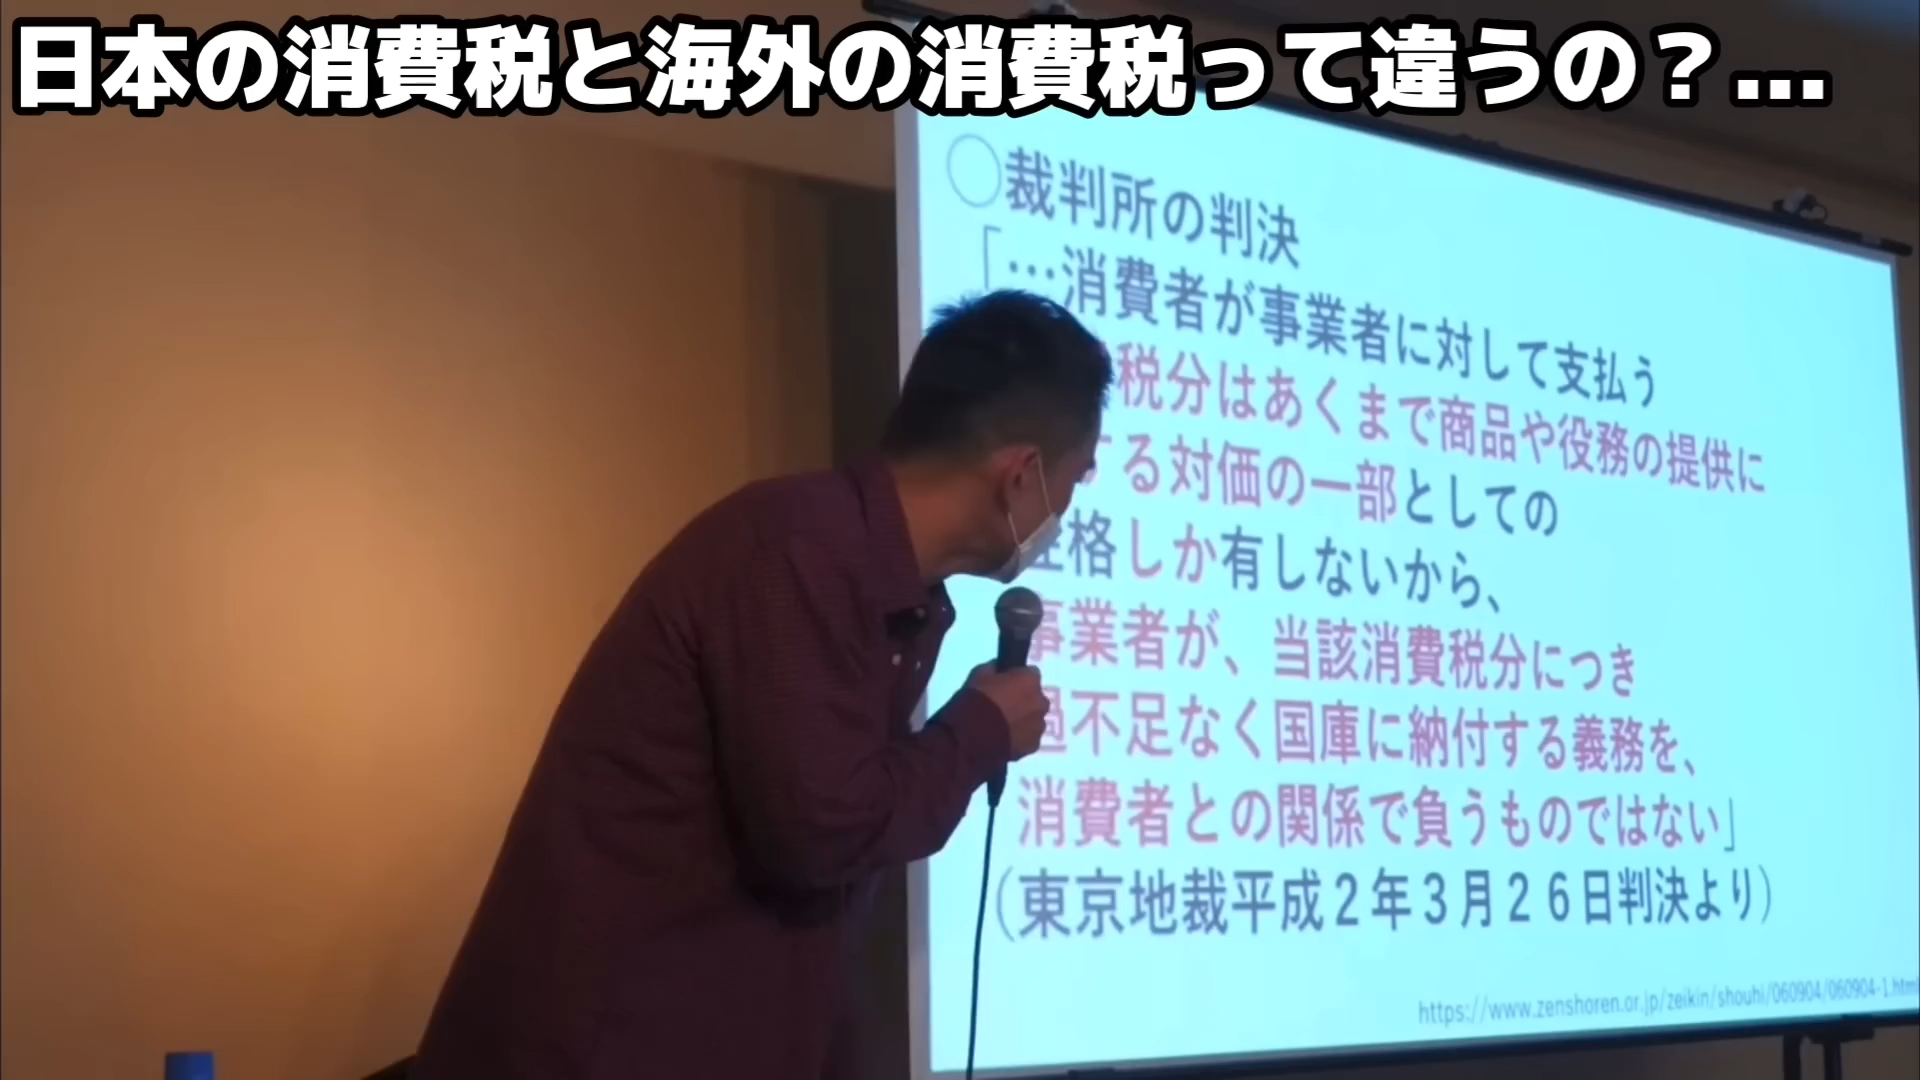 日本の消費税と海外の消費税って違うの？...
○裁判所の判決
「…消費者が事業者に対して支払う
税分はあくまで商品や役務の提供に
する対価の一部としての
性格しか有しないから、
事業者が、当該消費税分につき
過不足なく国庫に納付する義務を、
消費者との関係で負うものではない」
（東京地裁平成２年３月２６日判決より）
https://www.zenshoren.or.jp/zeikin/shouhi/060904/060904-1.html